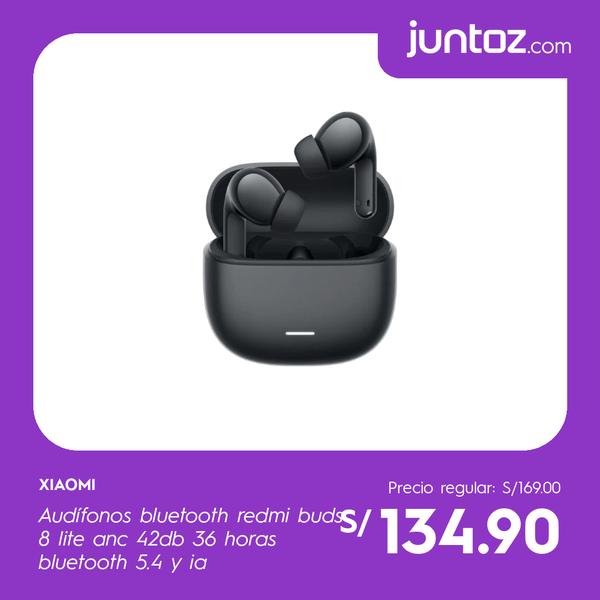 juntoz.com
XIAOMI
Audífonos bluetooth redmi buds
8 lite anc 42db 36 horas
bluetooth 5.4 y ia
Precio regular: S/169.00
S/134.90